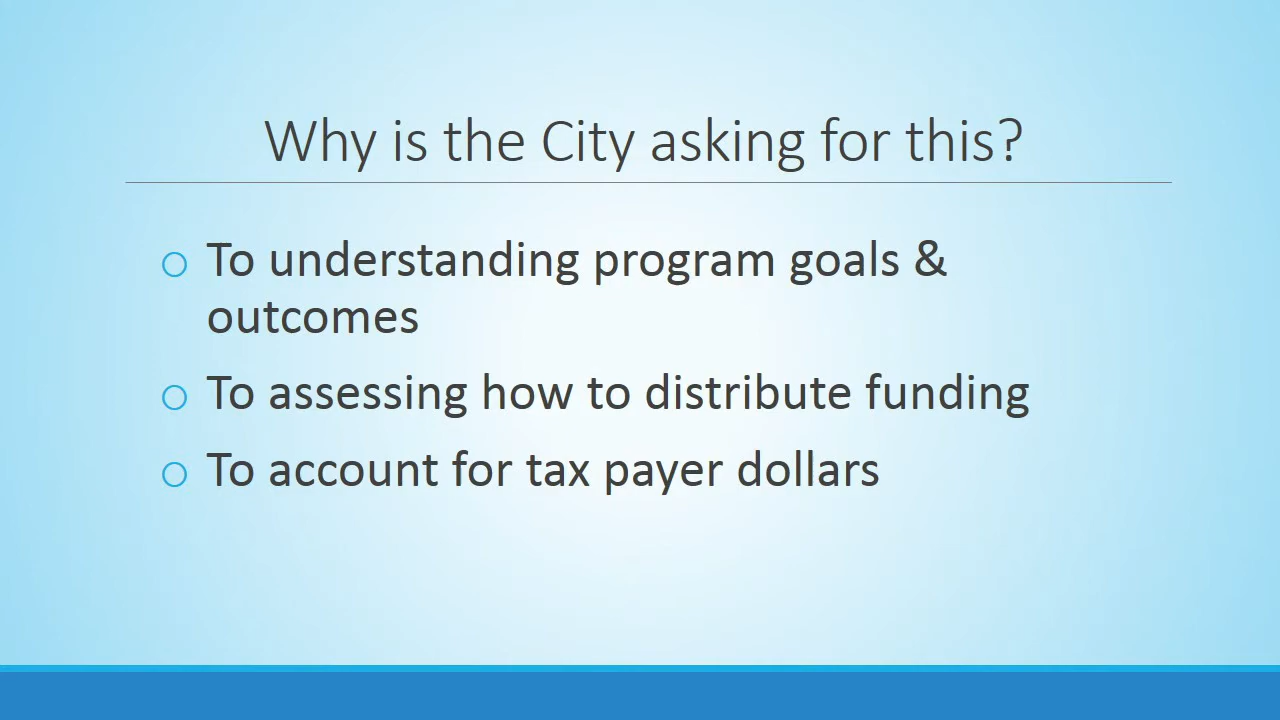 Why is the City asking for this?
To understanding program goals &
outcomes
To assessing how to distribute funding
To account for tax payer dollars